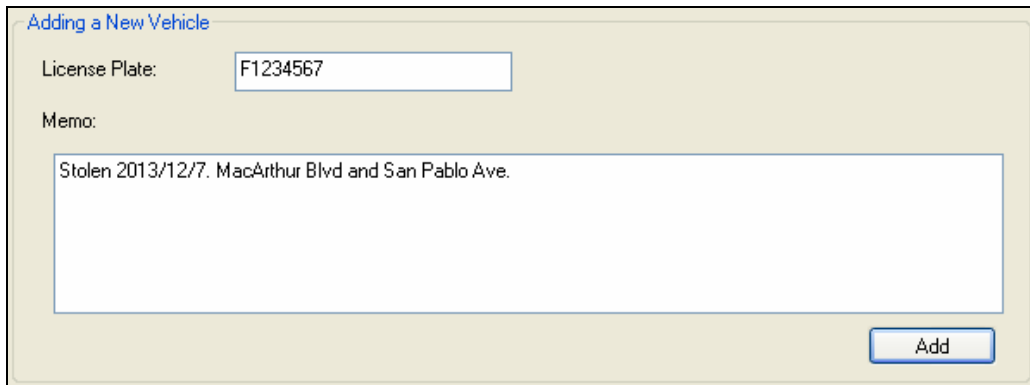 Adding a New Vehicle
License Plate: F1234567
Memo:
Stolen 2013/12/7. MacArthur Blvd and San Pablo Ave.
Add